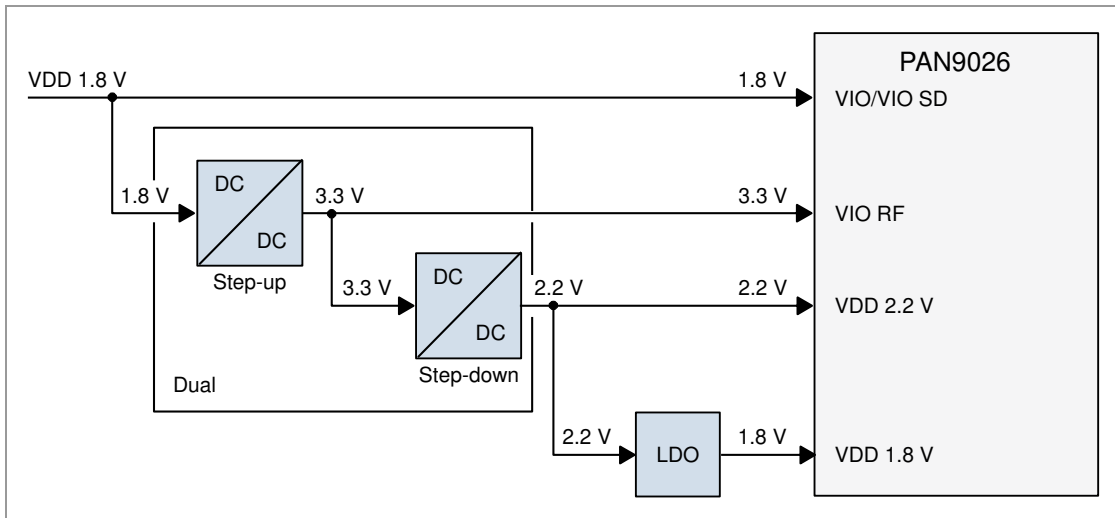 PAN9026
VDD 1.8 V
1.8 V
VIO/VIO SD
DC
DC
Step-up
1.8 V
3.3 V
3.3 V
VIO RF
DC
DC
Step-down
3.3 V
2.2 V
2.2 V
VDD 2.2 V
Dual
2.2 V
LDO
1.8 V
VDD 1.8 V